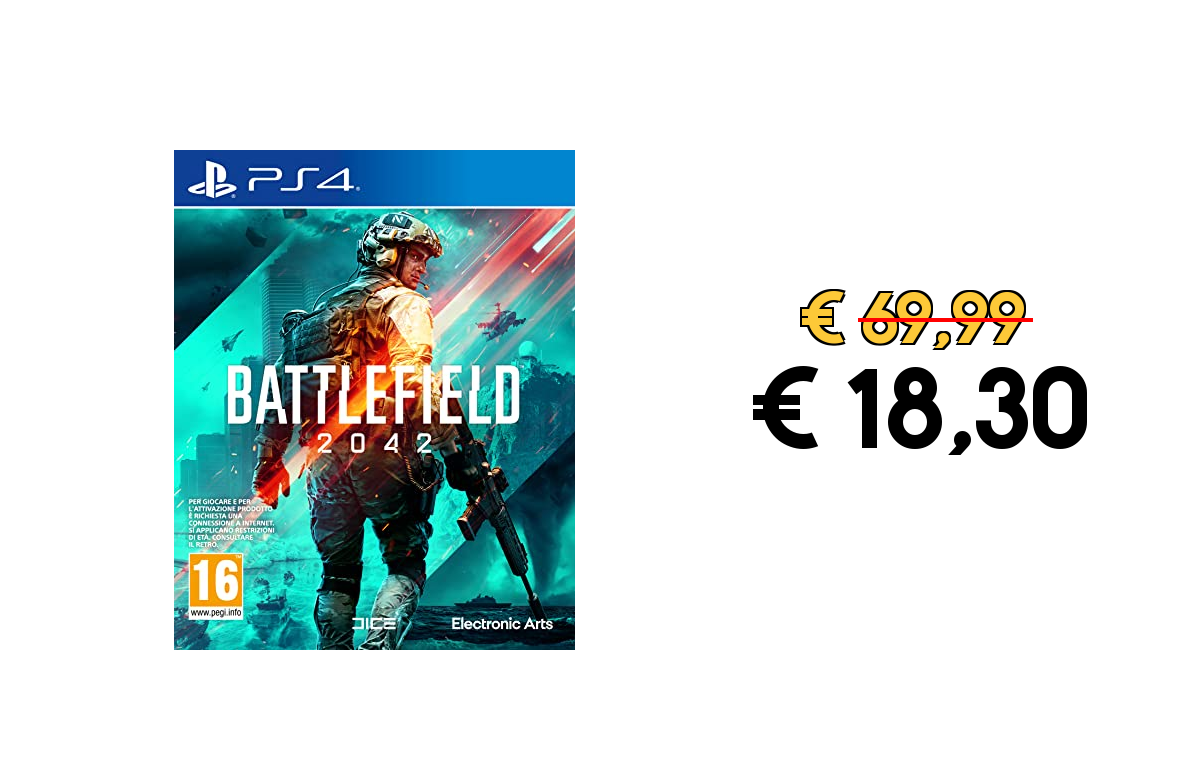 PS4
BATTLEFIELD
2042
PER GIOCARE E PER
L'ATTIVAZIONE PRODOTTO
È RICHIESTA UNA
CONNESSIONE A INTERNET.
SI APPLICANO RESTRIZIONI
DI ETÀ. CONSULTARE
IL RETRO.
16
www.pegi.info
DICE
Electronic Arts
€ 69,99
€ 18,30